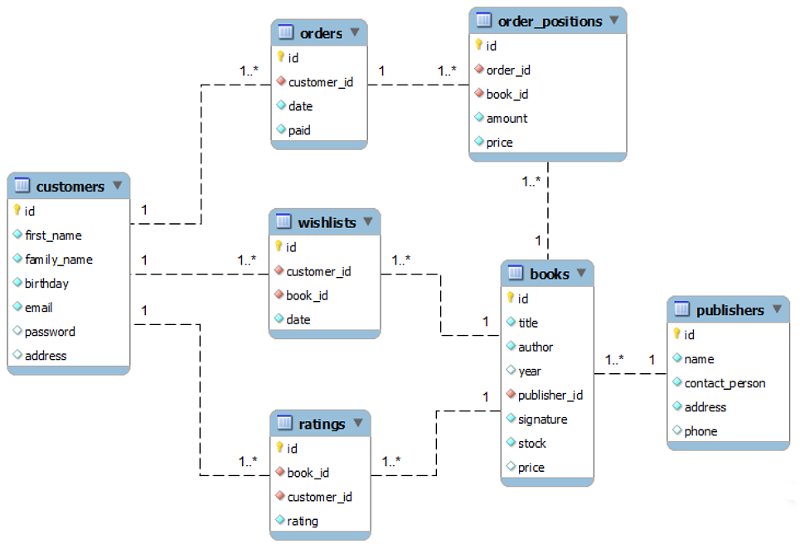 orders
id
customer_id
date
paid
1..*
1
1..*
order_positions
id
order_id
book_id
amount
price
1..*
1
customers
id
first_name
family_name
birthday
email
password
address
1
1
1
wishlists
id
customer_id
book_id
date
1..*
1..*
1
books
id
title
author
year
publisher_id
signature
stock
price
1..*
1
publishers
id
name
contact_person
address
phone
ratings
id
book_id
customer_id
rating
1..*
1..*
1